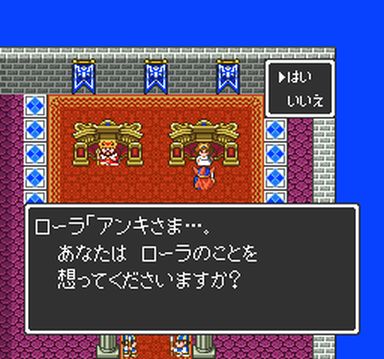 ▶はい
いいえ
ローラ「アンキさま…。
あなたは ローラのことを
想ってくださいますか?